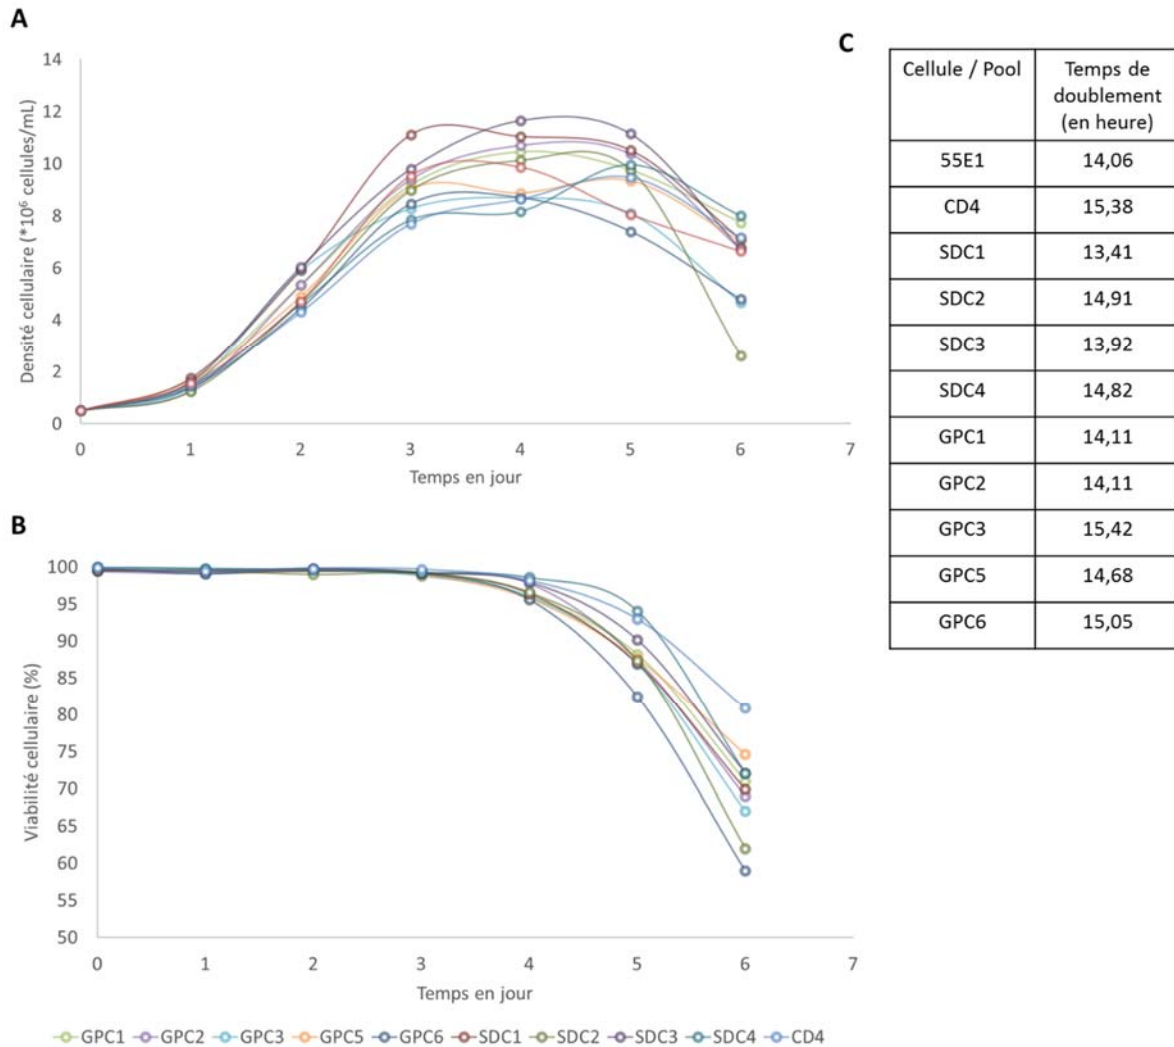 A
Densité cellulaire (*10⁶ cellules/mL)
14
12
10
8
6
4
2
0
0 1 2 3 4 5 6 7
Temps en jour
B
Viabilité cellulaire (%)
100
95
90
85
80
75
70
65
60
55
50
0 1 2 3 4 5 6 7
Temps en jour
GPC1 GPC2 GPC3 GPC5 GPC6 SDC1 SDC2 SDC3 SDC4 CD4
C
Cellule / Pool Temps de
doublement
(en heure)
55E1 14,06
CD4 15,38
SDC1 13,41
SDC2 14,91
SDC3 13,92
SDC4 14,82
GPC1 14,11
GPC2 14,11
GPC3 15,42
GPC5 14,68
GPC6 15,05